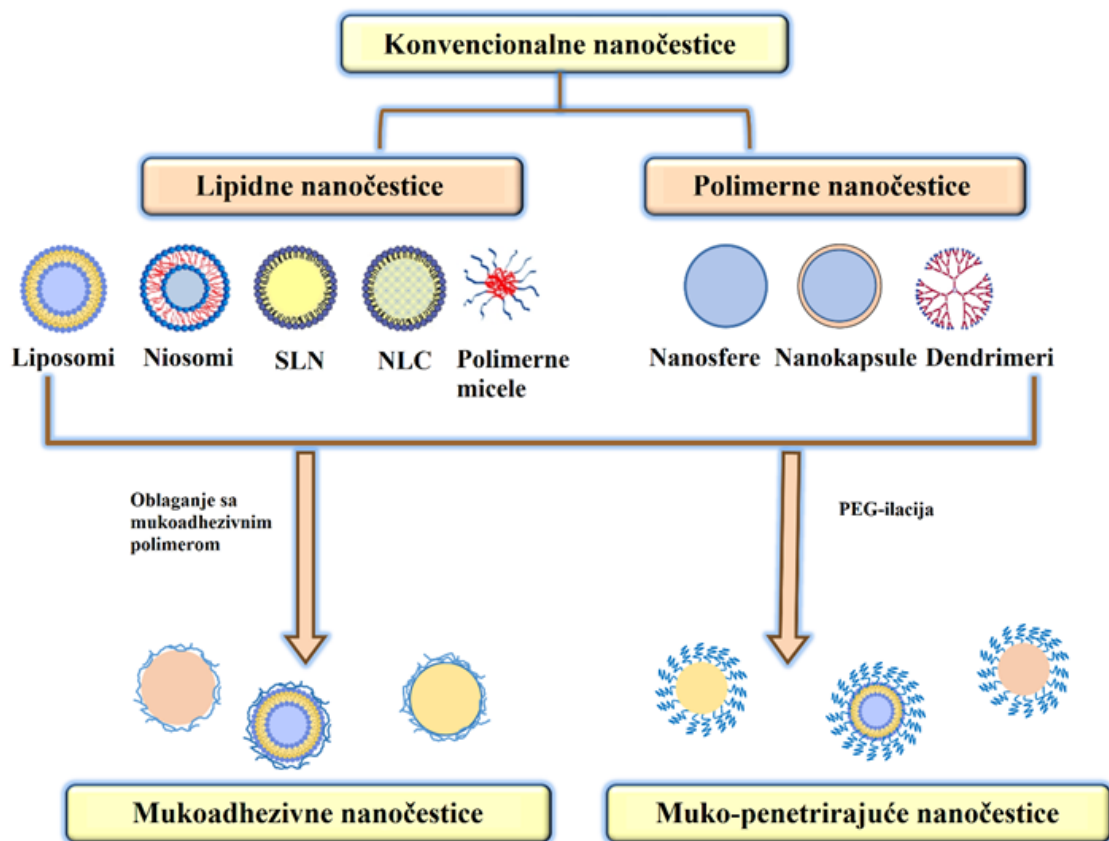 Konvencionalne nanočestice
Lipidne nanočestice
Polimerne nanočestice
Liposomi
Niosomi
SLN
NLC
Polimerne
micele
Nanosfere
Nanokapsule
Dendrimeri
Oblaganje sa
mukoadhezivnim
polimerom
PEG-ilacija
Mukoadhezivne nanočestice
Muko-penetrirajuće nanočestice